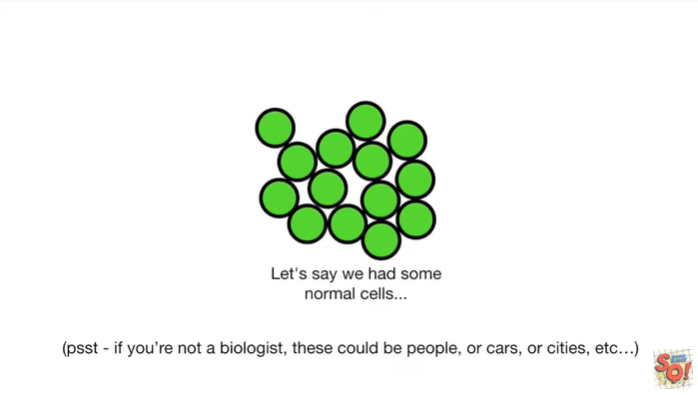 Let's say we had some
normal cells...
(psst - if you're not a biologist, these could be people, or cars, or cities, etc...)
SQ!